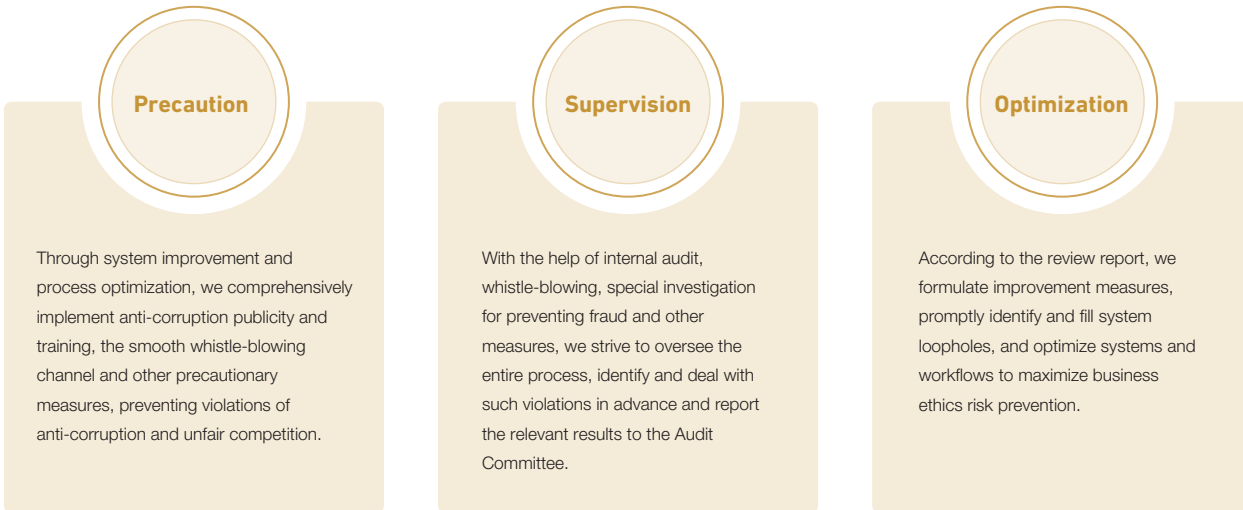 Precaution
Through system improvement and
process optimization, we comprehensively
implement anti-corruption publicity and
training, the smooth whistle-blowing
channel and other precautionary
measures, preventing violations of
anti-corruption and unfair competition.
Supervision
With the help of internal audit,
whistle-blowing, special investigation
for preventing fraud and other
measures, we strive to oversee the
entire process, identify and deal with
such violations in advance and report
the relevant results to the Audit
Committee.
Optimization
According to the review report, we
formulate improvement measures,
promptly identify and fill system
loopholes, and optimize systems and
workflows to maximize business
ethics risk prevention.